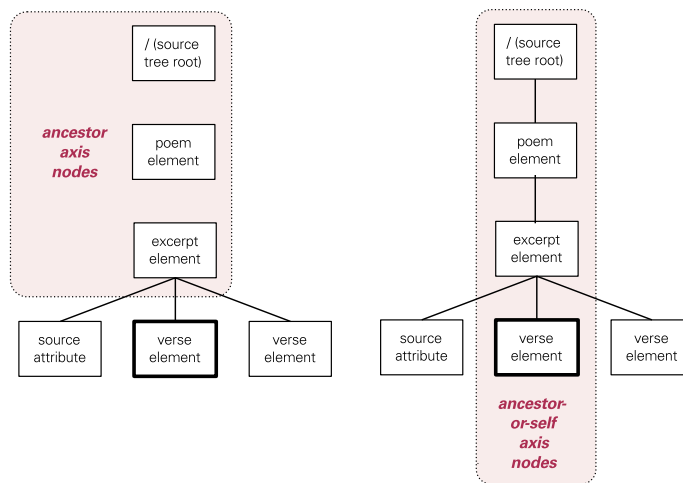 / (source
tree root)
ancestor
axis
nodes
poem
element
excerpt
element
source
attribute
verse
element
verse
element
/ (source
tree root)
poem
element
excerpt
element
source
attribute
verse
element
verse
element
ancestor-
or-self
axis
nodes